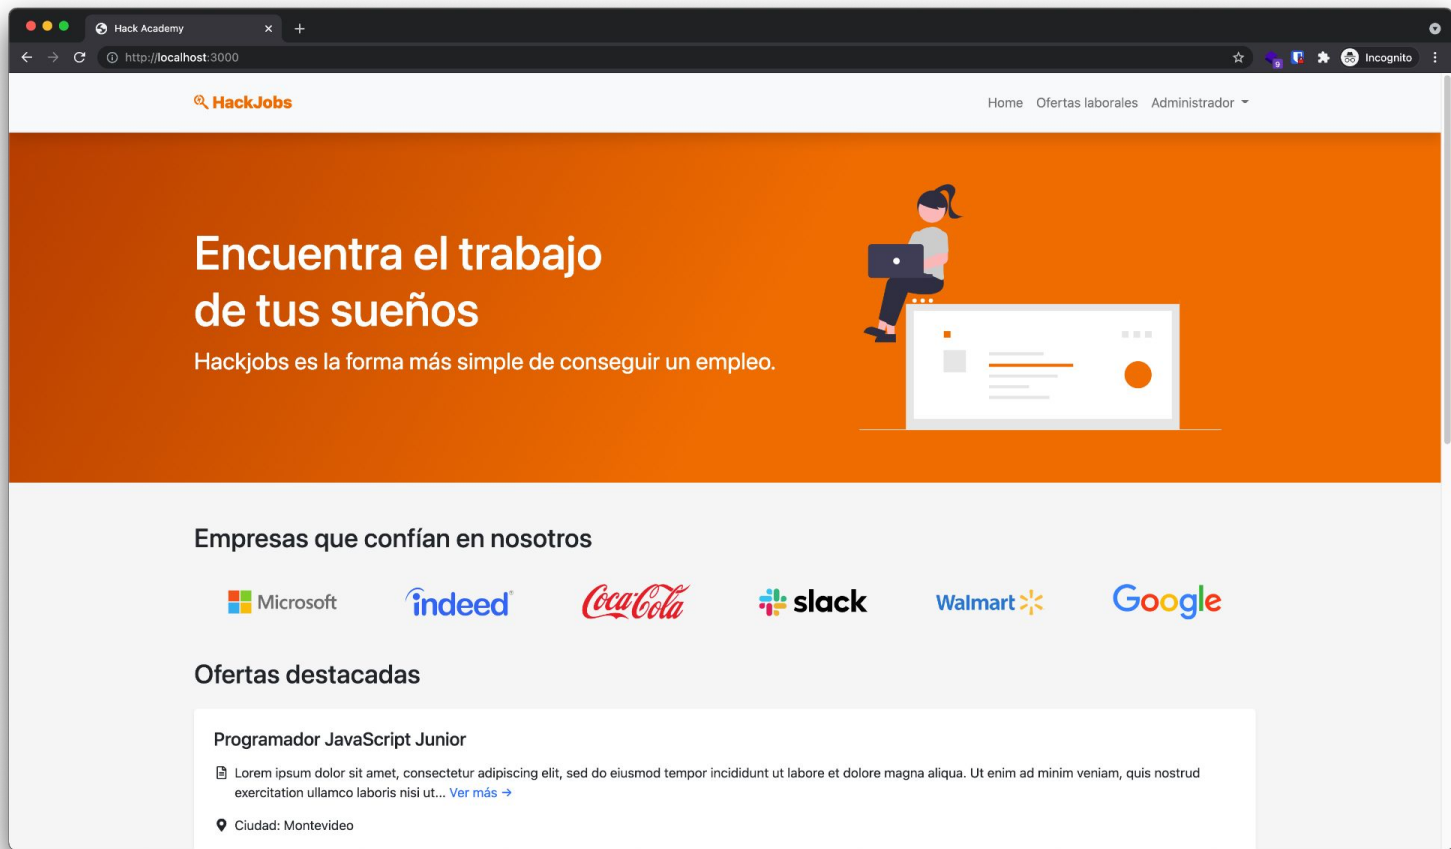 Hack Academy
http://localhost:3000
9
Incognito
HackJobs
Home Ofertas laborales Administrador
Encuentra el trabajo
de tus sueños
Hackjobs es la forma más simple de conseguir un empleo.
Empresas que confían en nosotros
Microsoft indeed Coca-Cola slack Walmart Google
Ofertas destacadas
Programador JavaScript Junior
Lorem ipsum dolor sit amet, consectetur adipiscing elit, sed do eiusmod tempor incididunt ut labore et dolore magna aliqua. Ut enim ad minim veniam, quis nostrud
exercitation ullamco laboris nisi ut... Ver más →
Ciudad: Montevideo